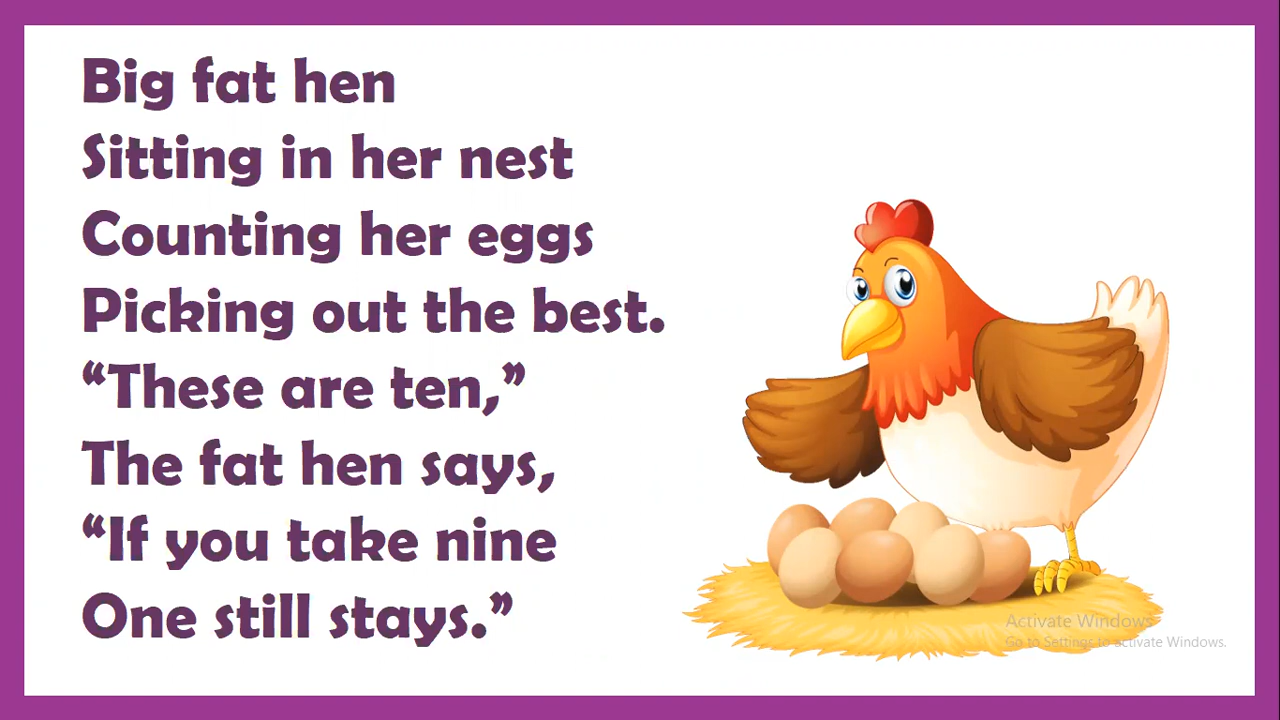 Big fat hen
Sitting in her nest
Counting her eggs
Picking out the best.
“These are ten,”
The fat hen says,
“If you take nine
One still stays.”
Activate Windows
Go to Settings to activate Windows.